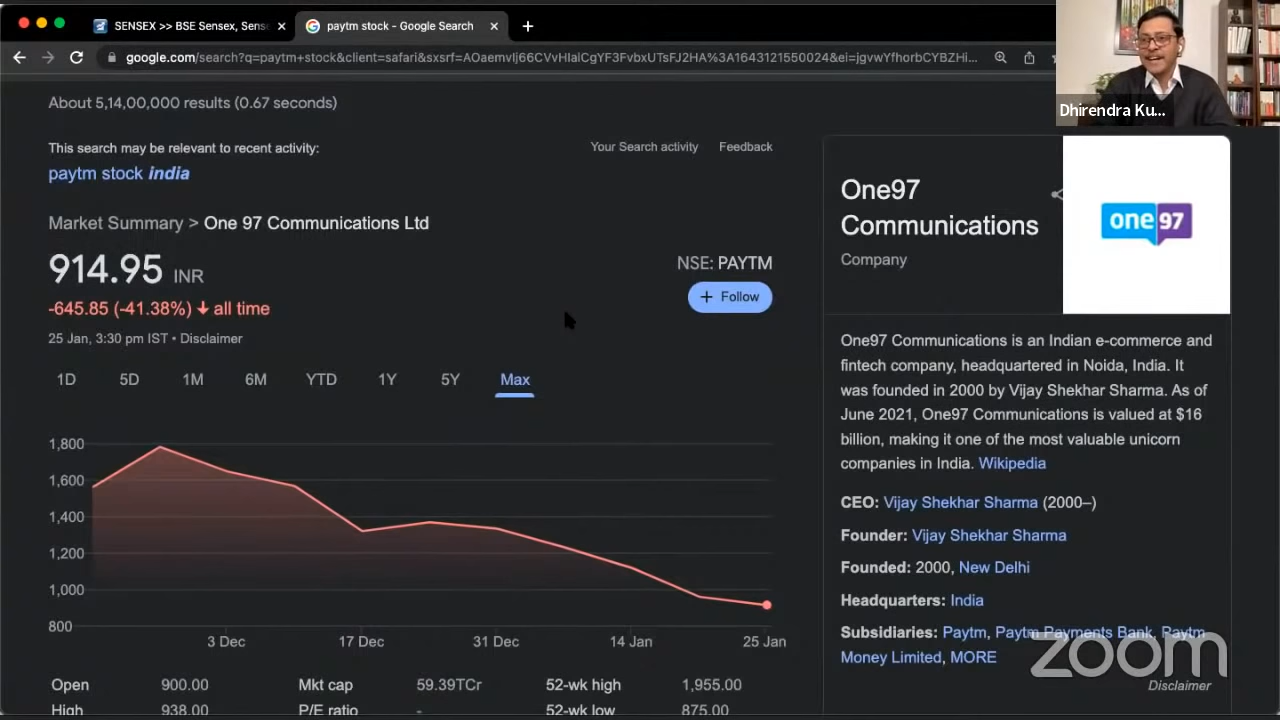 SENSEX >> BSE Sensex, Sense
paytm stock - Google Search
google.com/search?q=paytm+stock&client=safari&sxsrf=AOaemvIj66CVvHIalCgYF3FvbxUTsFJ2HA%3A1643121550024&ei=jgvwYfhorbCYBZHi...
Dhirendra Ku...
About 5,14,00,000 results (0.67 seconds)
This search may be relevant to recent activity:
Your Search activity
Feedback
paytm stock india
Market Summary > One 97 Communications Ltd
914.95 INR
NSE: PAYTM
-645.85 (-41.38%) ↓ all time
+ Follow
25 Jan, 3:30 pm IST • Disclaimer
1D 5D 1M 6M YTD 1Y 5Y Max
1,800
1,600
1,400
1,200
1,000
800
3 Dec 17 Dec 31 Dec 14 Jan 25 Jan
Open 900.00 Mkt cap 59.39TCr 52-wk high 1,955.00
High 938.00 P/E ratio - 52-wk low 875.00
One97
Communications
Company
one97
One97 Communications is an Indian e-commerce and
fintech company, headquartered in Noida, India. It
was founded in 2000 by Vijay Shekhar Sharma. As of
June 2021, One97 Communications is valued at $16
billion, making it one of the most valuable unicorn
companies in India. Wikipedia
CEO: Vijay Shekhar Sharma (2000–)
Founder: Vijay Shekhar Sharma
Founded: 2000, New Delhi
Headquarters: India
Subsidiaries: Paytm, Paytm Payments Bank, Paytm
Money Limited, MORE
zoom
Disclaimer